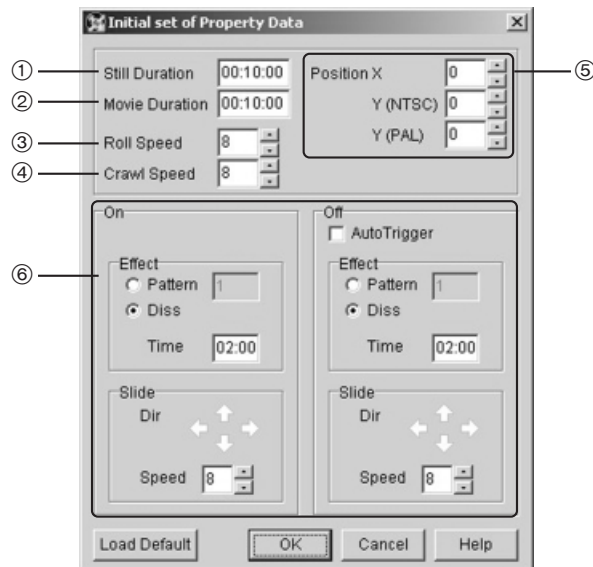 Initial set of Property Data
① Still Duration 00:10:00
② Movie Duration 00:10:00
③ Roll Speed 8
④ Crawl Speed 8
Position X 0 ⑤
Y (NTSC) 0
Y (PAL) 0
⑥
On
Effect
Pattern 1
Diss
Time 02:00
Slide
Dir
Speed 8
Off
AutoTrigger
Effect
Pattern 1
Diss
Time 02:00
Slide
Dir
Speed 8
Load Default OK Cancel Help